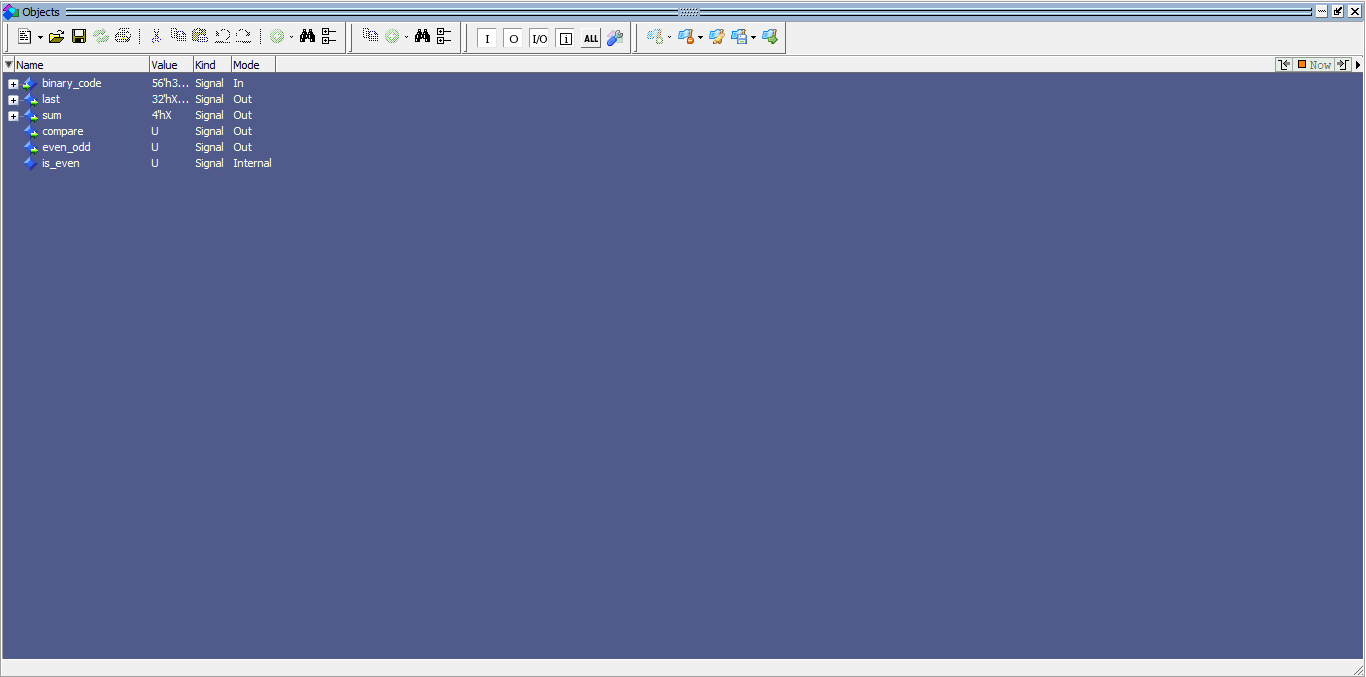 Objects
I O I/O i ALL
Name Value Kind Mode Now
binary_code 56'h3... Signal In
last 32'hX... Signal Out
sum 4'hX Signal Out
compare U Signal Out
even_odd U Signal Out
is_even U Signal Internal